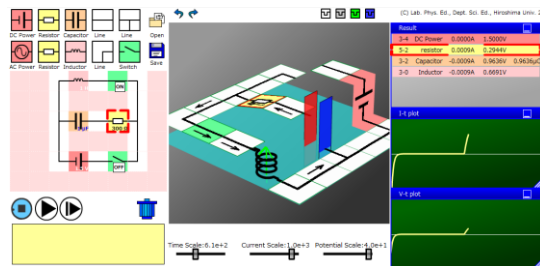 DC Power Resistor Capacitor Line Line Open
AC Power Resistor Inductor Line Switch Save
ON
OFF
(C) Lab. Phys. Ed., Dept. Sci. Ed., Hiroshima Univ. 2
Result
3-4 DC Power 0.0000A 1.5000V
5-2 resistor 0.0009A 0.2944V
3-2 Capacitor -0.0009A 0.9636V 9.9636μC
3-0 Inductor -0.0009A 0.6691V
I-t plot
V-t plot
Time Scale:6.1e+2 Current Scale:1.0e+3 Potential Scale:4.0e+1